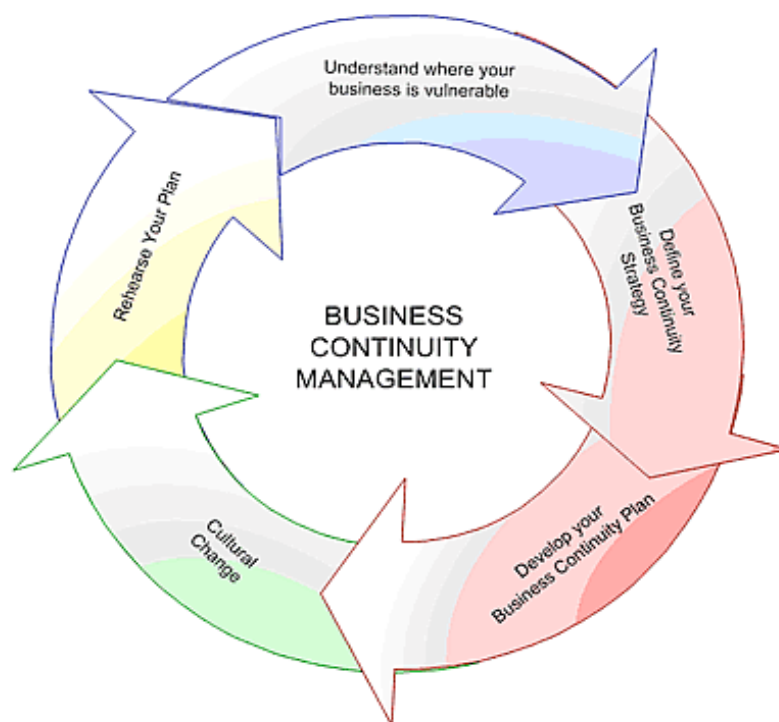 Understand where your
business is vulnerable
Define your
Business Continuity
Strategy
Develop your
Business Continuity Plan
Cultural
Change
Rehearse Your Plan
BUSINESS
CONTINUITY
MANAGEMENT